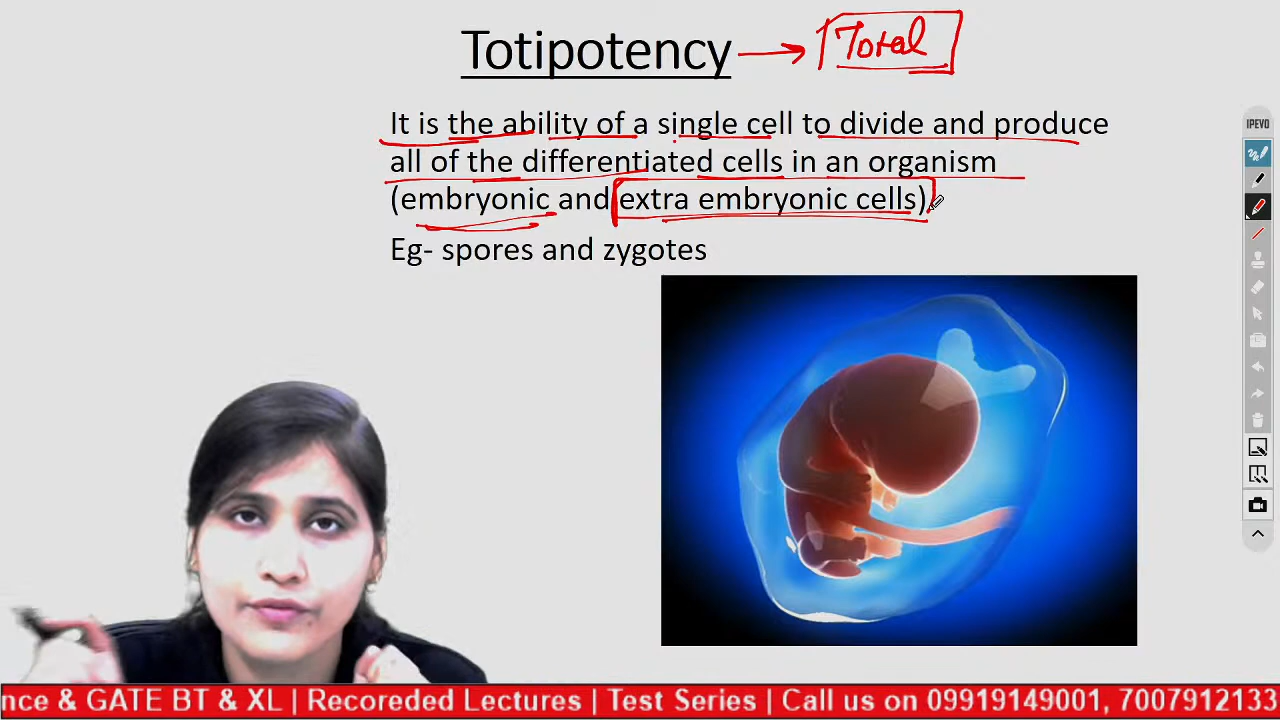 Totipotency
Total
It is the ability of a single cell to divide and produce
all of the differentiated cells in an organism
(embryonic and extra embryonic cells)
Eg- spores and zygotes
IPEVO
nce & GATE BT & XL | Recoreded Lectures | Test Series | Call us on 09919149001, 7007912133